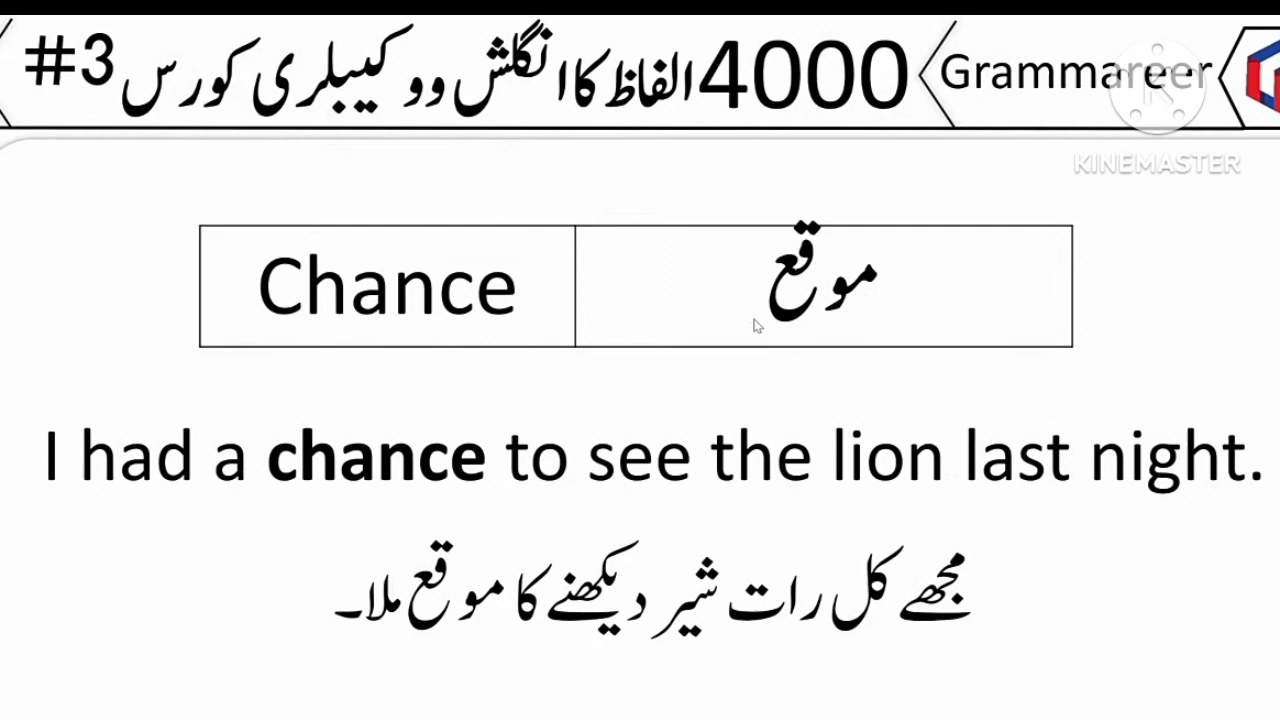 4000 الفاظ کا انگلش ووکیبلری کورس #3
Grammareer
KINEMASTER
Chance
موقع
I had a chance to see the lion last night.
مجھے کل رات شیر دیکھنے کا موقع ملا۔